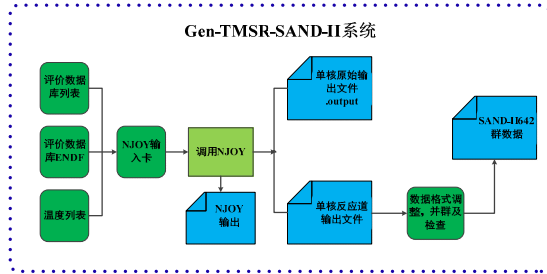 Gen-TMSR-SAND-II系统
评价数据
库列表
评价数据
库ENDF
温度列表
NJOY输
入卡
调用NJOY
NJOY
输出
单核原始输
出文件
.output
单核反应道
输出文件
数据格式调
整、并群及
检查
SAND-II642
群数据